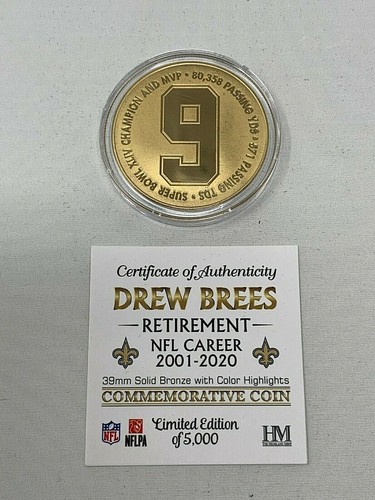 SUPER BOWL XLIV CHAMPION AND MVP • 80,358 PASSING YDS • 571 PASSING TDS •
9
Certificate of Authenticity
DREW BREES
RETIREMENT
NFL CAREER
2001-2020
39mm Solid Bronze with Color Highlights
COMMEMORATIVE COIN
NFL
NFLPA
Limited Edition
of 5,000
HM